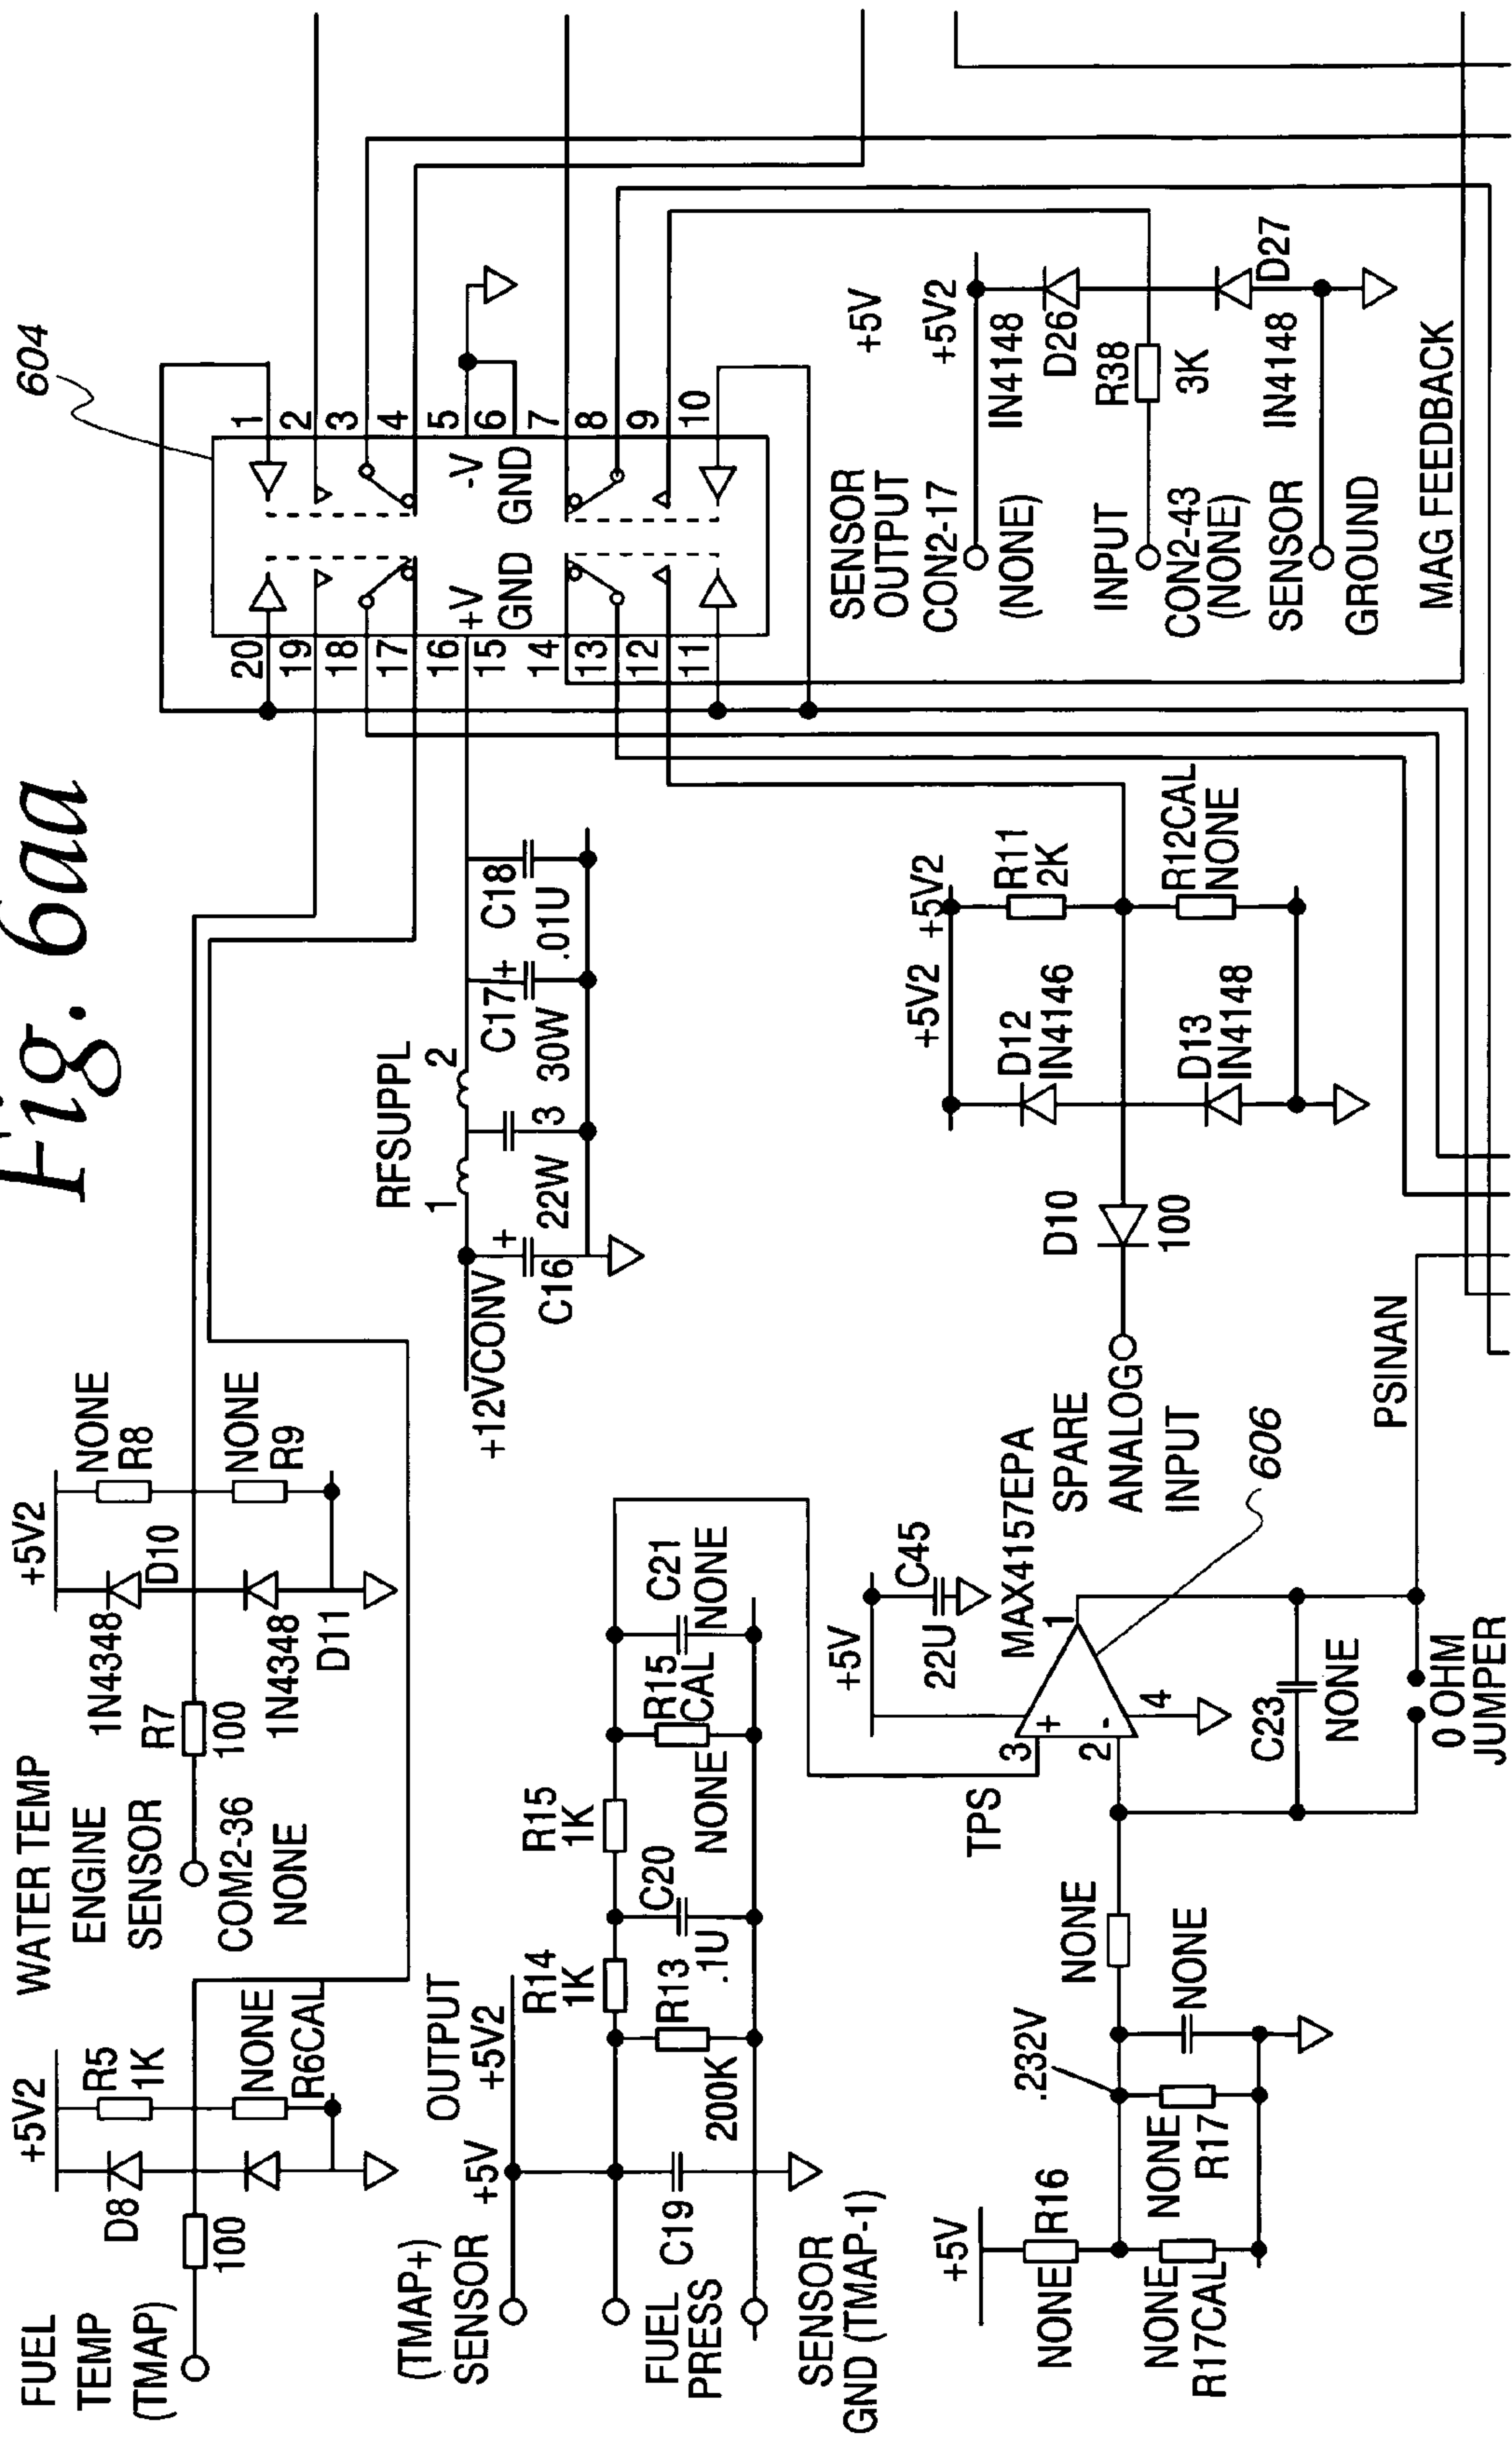 Fig. 6aa
604
FUEL
TEMP
(TMAP)
100
D8
+5V2
R5
1K
NONE
R6CAL
WATER TEMP
ENGINE
SENSOR
COM2-36
NONE
R7
100
1N4348
1N4348
D11
D10
+5V2
NONE
R8
NONE
R9
(TMAP+)
SENSOR
+5V
OUTPUT
+5V2
FUEL
PRESS
C19
SENSOR
GND (TMAP-1)
200K
R13
R14
1K
.1U
C20
R15
1K
NONE
R15
CAL
C21
NONE
+12VCONV
C16
+
22W
1
RFSUPPL
2
3
30W
C17
+
C18
.01U
20
19
18
17
16
15
14
13
12
11
+V
GND
-V
GND
1
2
3
4
5
6
7
8
9
10
+5V
NONE
R16
NONE
R17CAL
NONE
R17
.232V
NONE
NONE
TPS
3
2
+
-
1
4
+5V
22U
C45
MAX4157EPA
606
C23
NONE
0 OHM
JUMPER
PSINAN
SPARE
ANALOG
INPUT
D10
100
+5V2
+5V2
D12
IN4146
D13
IN4148
R11
2K
R12CAL
NONE
SENSOR
OUTPUT
CON2-17
(NONE)
INPUT
CON2-43
(NONE)
SENSOR
GROUND
+5V
+5V2
IN4148
D26
R38
3K
IN4148
D27
MAG FEEDBACK